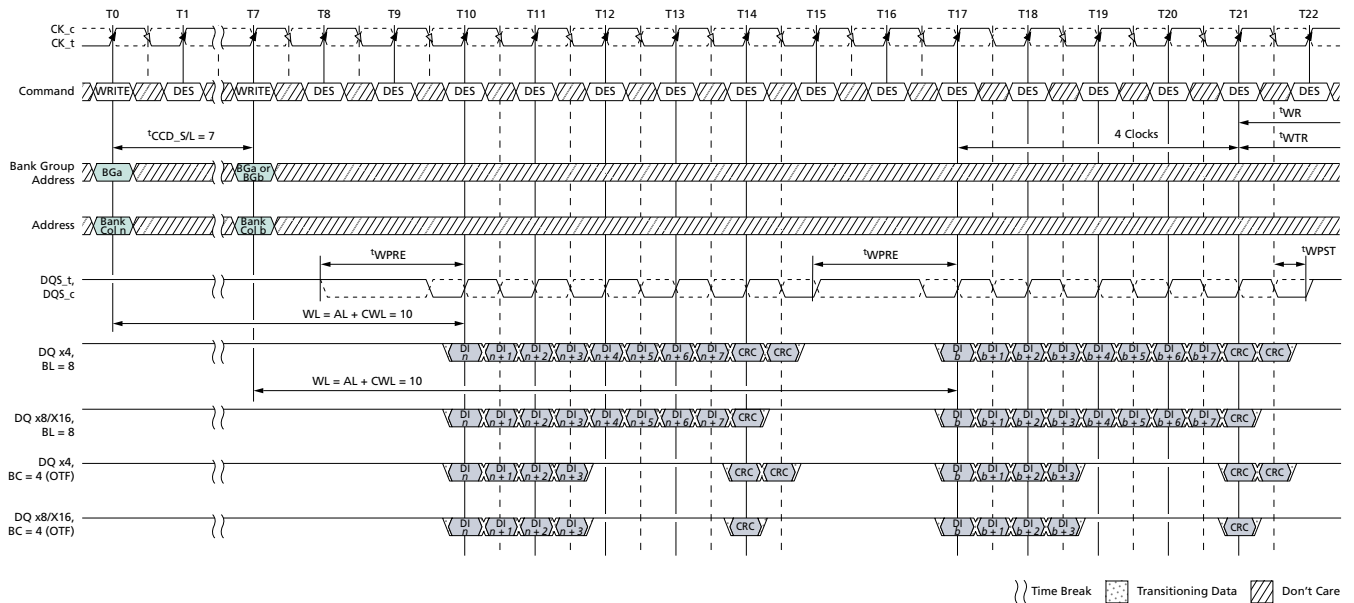 T0 T1 T7 T8 T9 T10 T11 T12 T13 T14 T15 T16 T17 T18 T19 T20 T21 T22
CK_c
CK_t
Command WRITE DES WRITE DES DES DES DES DES DES DES DES DES DES DES DES DES DES DES
tWR
tCCD_S/L = 7
4 Clocks
tWTR
Bank Group
Address
BGa
BGa or
BGb
Address
Bank
Col n
Bank
Col b
tWPRE tWPRE tWPST
DQS_t,
DQS_c
WL = AL + CWL = 10
DQ x4,
BL = 8
DI n DI n + 1 DI n + 2 DI n + 3 DI n + 4 DI n + 5 DI n + 6 DI n + 7 CRC CRC DI b DI b + 1 DI b + 2 DI b + 3 DI b + 4 DI b + 5 DI b + 6 DI b + 7 CRC CRC
WL = AL + CWL = 10
DQ x8/X16,
BL = 8
DI n DI n + 1 DI n + 2 DI n + 3 DI n + 4 DI n + 5 DI n + 6 DI n + 7 CRC DI b DI b + 1 DI b + 2 DI b + 3 DI b + 4 DI b + 5 DI b + 6 DI b + 7 CRC
DQ x4,
BC = 4 (OTF)
DI n DI n + 1 DI n + 2 DI n + 3 CRC CRC DI b DI b + 1 DI b + 2 DI b + 3 CRC CRC
DQ x8/X16,
BC = 4 (OTF)
DI n DI n + 1 DI n + 2 DI n + 3 CRC DI b DI b + 1 DI b + 2 DI b + 3 CRC
Time Break Transitioning Data Don't Care